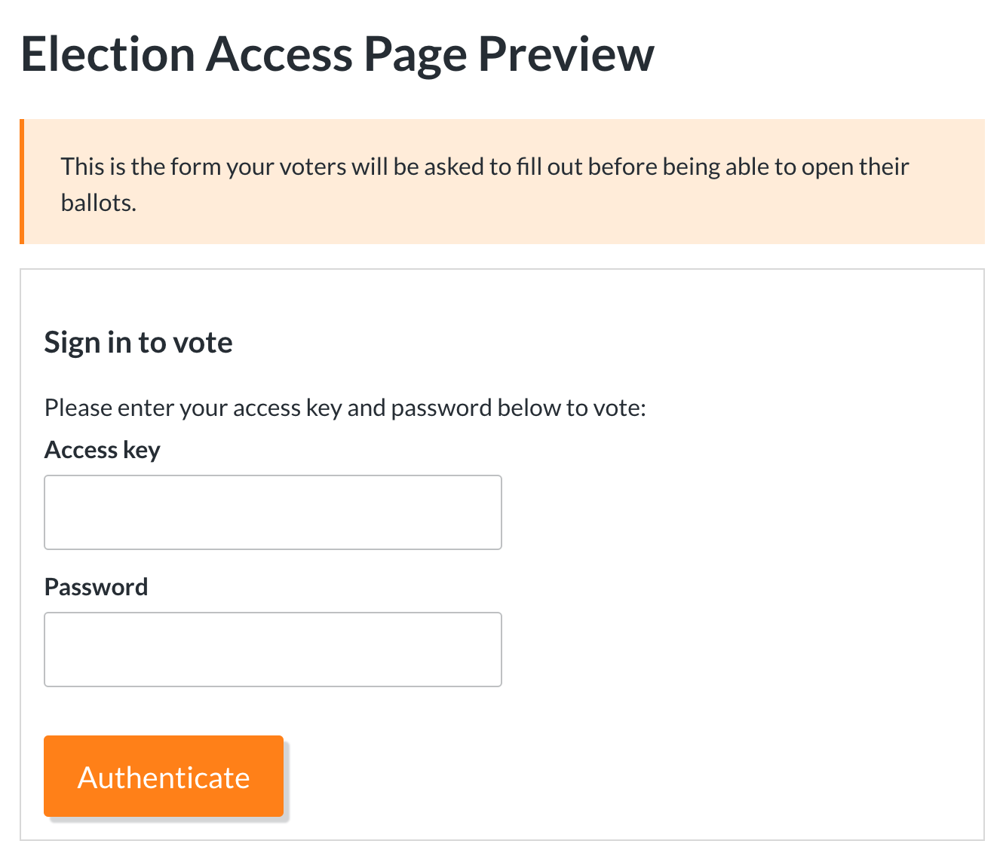 Election Access Page Preview
This is the form your voters will be asked to fill out before being able to open their
ballots.
Sign in to vote
Please enter your access key and password below to vote:
Access key
Password
Authenticate